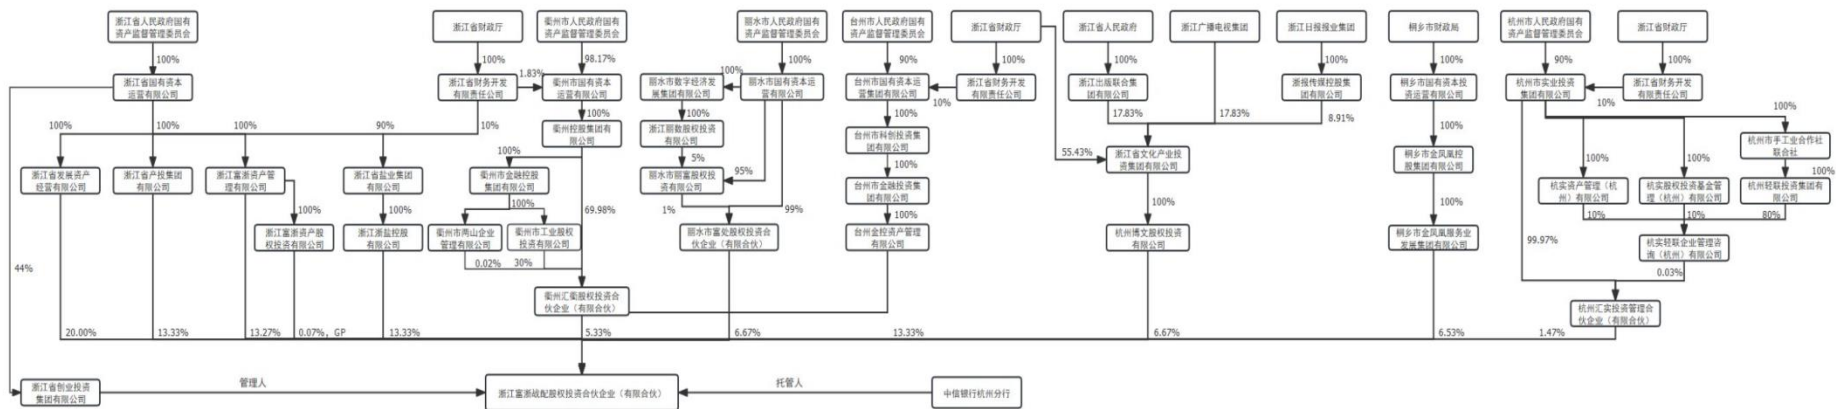 浙江省人民政府国有
资产监督管理委员会
浙江省财政厅
衢州市人民政府国有
资产监督管理委员会
丽水市人民政府国有
资产监督管理委员会
台州市人民政府国有
资产监督管理委员会
浙江省财政厅
浙江省人民政府
浙江广播电视集团
浙江日报报业集团
桐乡市财政局
杭州市人民政府国有
资产监督管理委员会
浙江省财政厅
100%
100%
98.17%
100%
90%
100%
100%
100%
100%
90%
100%
浙江省国有资本
运营有限公司
浙江省财务开发
有限责任公司
1.83%
衢州市国有资本
运营有限公司
丽水市数字经济发
展集团有限公司
100%
丽水市国有资本运
营有限公司
台州市国有资本运
营集团有限公司
10%
浙江省财务开发
有限责任公司
浙江出版联合集
团有限公司
浙报传媒控股集
团有限公司
桐乡市国有资本投
资运营有限公司
杭州市实业投资
集团有限公司
10%
浙江省财务开发
有限责任公司
100%
100%
100%
90%
10%
100%
100%
100%
17.83%
17.83%
8.91%
100%
100%
衢州控股集团有
限公司
浙江丽数股权投资
有限公司
台州市科创投资集
团有限公司
杭州市手工业合作社
联合社
100%
5%
95%
100%
55.43%
浙江省文化产业投
资集团有限公司
桐乡市金凤凰控
股集团有限公司
100%
100%
100%
浙江省发展资产
经营有限公司
浙江省产投集团
有限公司
浙江富浙资产管
理有限公司
浙江省盐业集团
有限公司
衢州市金融控股
集团有限公司
丽水市丽富股权投
资有限公司
台州市金融投资集
团有限公司
杭实资产管理(杭
州)有限公司
杭实股权投资基金管
理(杭州)有限公司
杭州轻联投资集团有
限公司
100%
100%
100%
69.98%
1%
99%
100%
100%
100%
10%
10%
80%
浙江富浙资产股
权投资有限公司
浙江浙盐控股
有限公司
衢州市两山企业
管理有限公司
衢州市工业股权
投资有限公司
丽水市富处股权投资合
伙企业(有限合伙)
台州金控资产管理
有限公司
杭州博文股权投资
有限公司
桐乡市金凤凰服务业
发展集团有限公司
杭实轻联企业管理咨
询(杭州)有限公司
44%
0.02%
30%
99.97%
0.03%
衢州汇衢股权投资合
伙企业(有限合伙)
杭州汇实投资管理合
伙企业(有限合伙)
20.00%
13.33%
13.27%
0.07%, GP
13.33%
5.33%
6.67%
13.33%
6.67%
6.53%
1.47%
浙江省创业投资
集团有限公司
管理人
浙江富浙战配股权投资合伙企业(有限合伙)
托管人
中信银行杭州分行